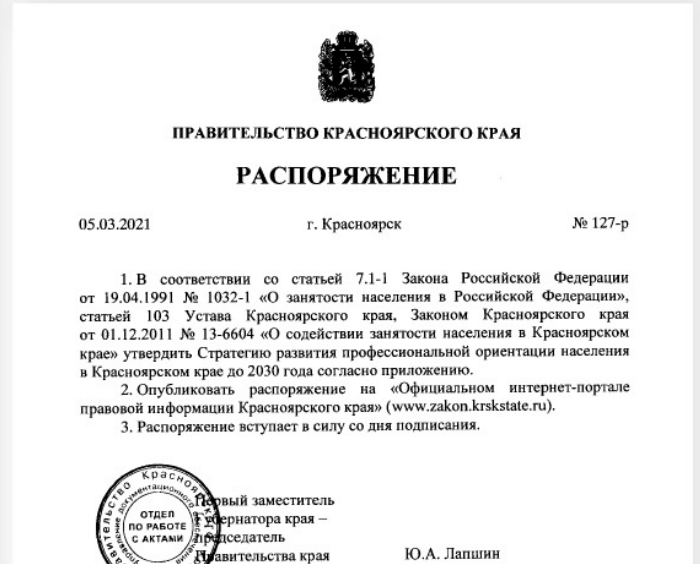 ПРАВИТЕЛЬСТВО КРАСНОЯРСКОГО КРАЯ
РАСПОРЯЖЕНИЕ
05.03.2021 г. Красноярск № 127-р
1. В соответствии со статьей 7.1-1 Закона Российской Федерации
от 19.04.1991 № 1032-1 «О занятости населения в Российской Федерации»,
статьей 103 Устава Красноярского края, Законом Красноярского края
от 01.12.2011 № 13-6604 «О содействии занятости населения в Красноярском
крае» утвердить Стратегию развития профессиональной ориентации населения
в Красноярском крае до 2030 года согласно приложению.
2. Опубликовать распоряжение на «Официальном интернет-портале
правовой информации Красноярского края» (www.zakon.krskstate.ru).
3. Распоряжение вступает в силу со дня подписания.
Первый заместитель
Губернатора края –
председатель
Правительства края Ю.А. Лапшин
ОТДЕЛ
ПО РАБОТЕ
С АКТАМИ